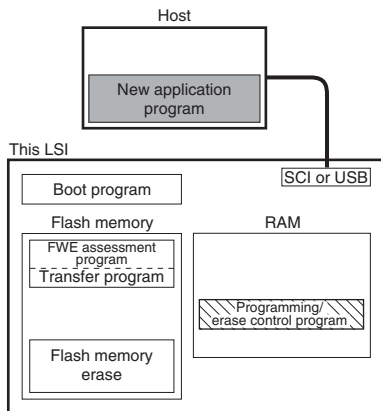 Host
New application
program
This LSI
SCI or USB
Boot program
Flash memory
RAM
FWE assessment
program
Transfer program
Programming/
erase control program
Flash memory
erase